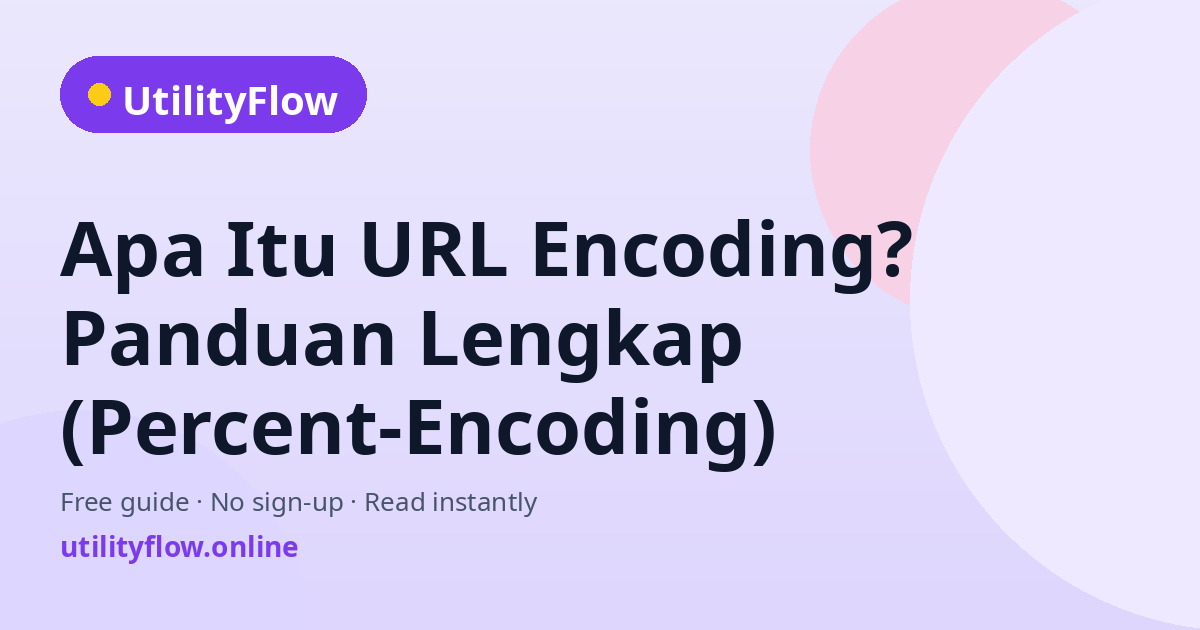 UtilityFlow
Apa Itu URL Encoding?
Panduan Lengkap
(Percent-Encoding)
Free guide · No sign-up · Read instantly
utilityflow.online